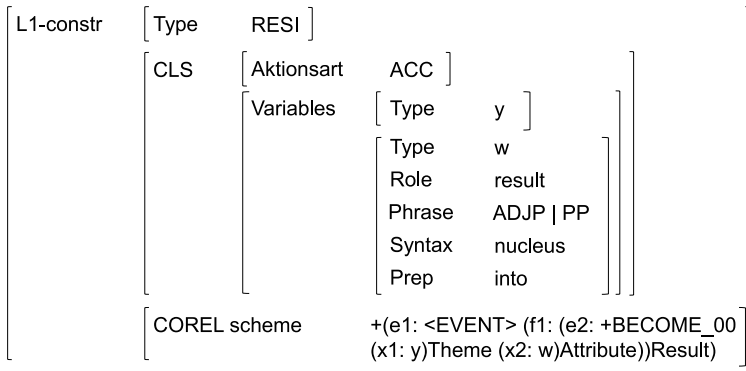 L1-constr Type RESI
CLS Aktionsart ACC
Variables Type y
Type w
Role result
Phrase ADJP | PP
Syntax nucleus
Prep into
COREL scheme +(e1: <EVENT> (f1: (e2: +BECOME_00
(x1: y)Theme (x2: w)Attribute))Result)